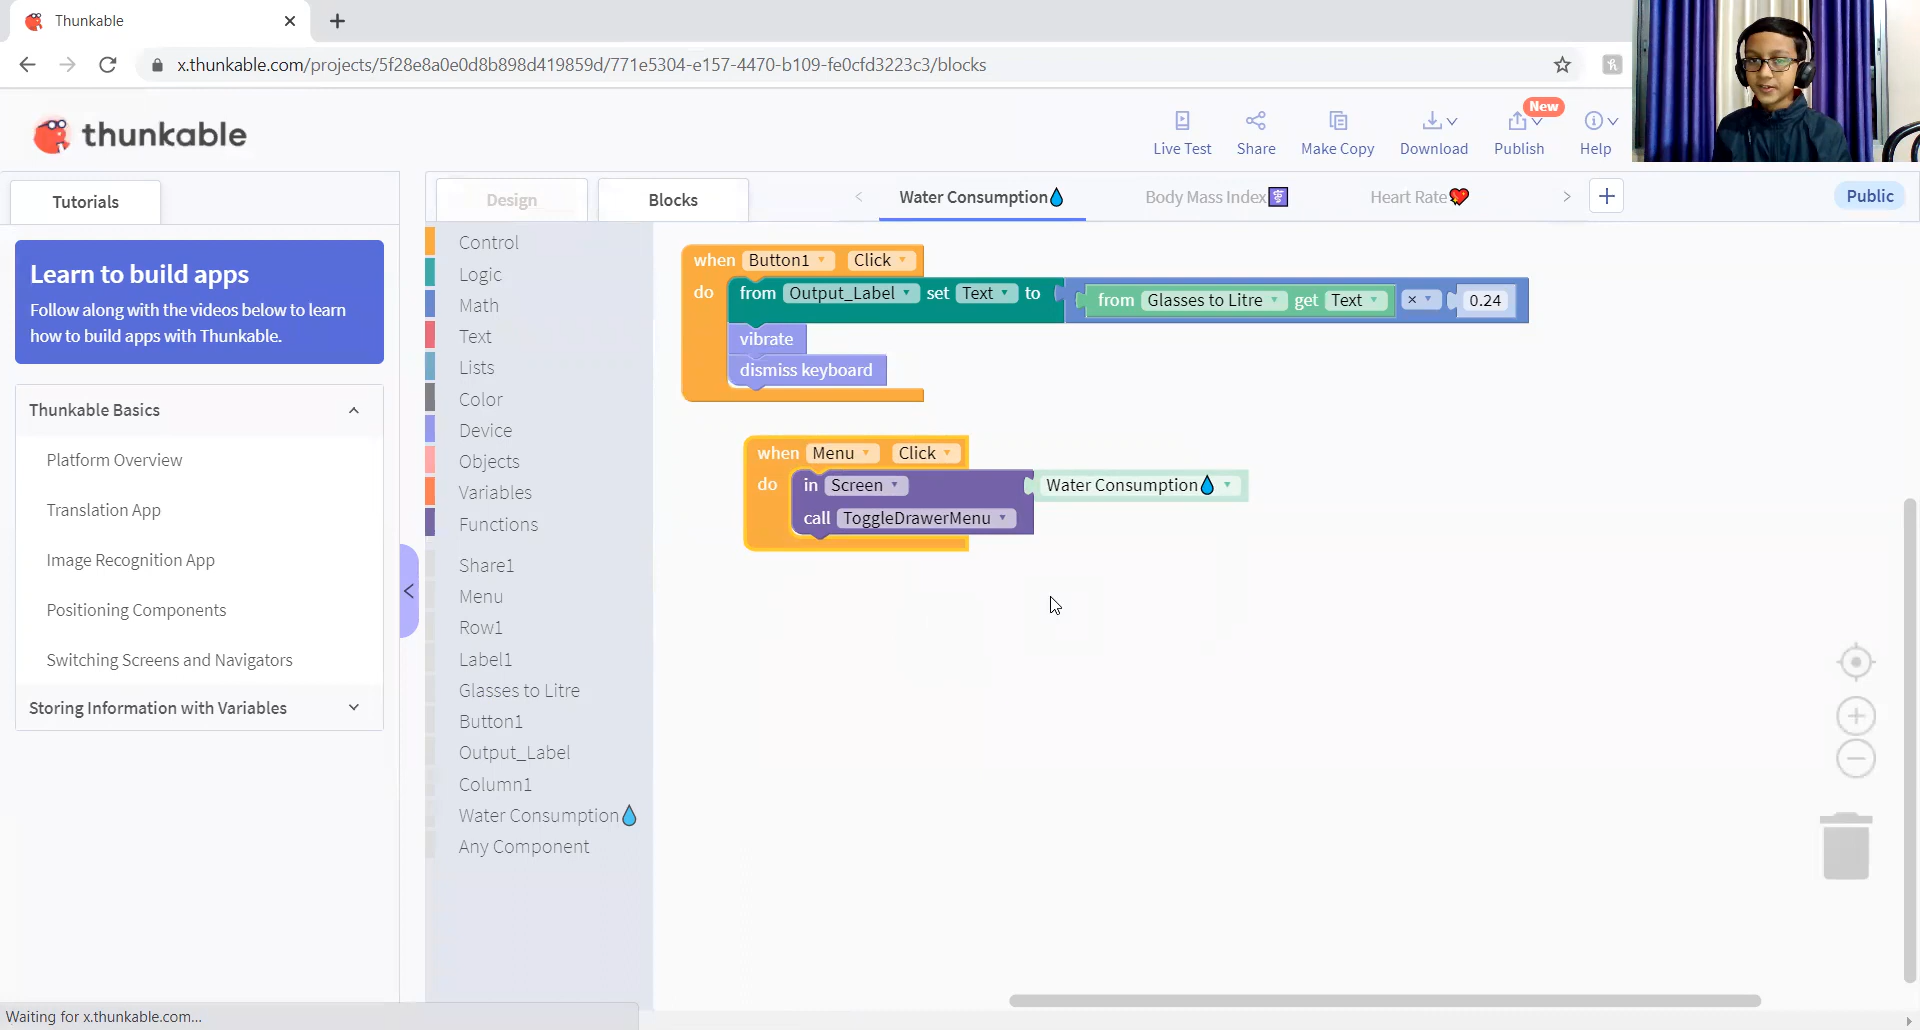 Thunkable
x.thunkable.com/projects/5f28e8a0e0d8b898d419859d/771e5304-e157-4470-b109-fe0cfd3223c3/blocks
thunkable
New
Live Test
Share
Make Copy
Download
Publish
Help
Tutorials
Design
Blocks
Water Consumption💧
Body Mass Index⚕
Heart Rate💖
Public
Learn to build apps
Follow along with the videos below to learn
how to build apps with Thunkable.
Thunkable Basics
Platform Overview
Translation App
Image Recognition App
Positioning Components
Switching Screens and Navigators
Storing Information with Variables
Control
Logic
Math
Text
Lists
Color
Device
Objects
Variables
Functions
Share1
Menu
Row1
Label1
Glasses to Litre
Button1
Output_Label
Column1
Water Consumption💧
Any Component
when Button1 Click
do from Output_Label set Text to from Glasses to Litre get Text × 0.24
vibrate
dismiss keyboard
when Menu Click
do in Screen Water Consumption💧
call ToggleDrawerMenu
Waiting for x.thunkable.com...